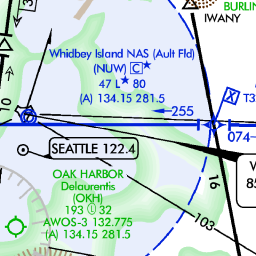 BURLIN
IWANY
Whidbey Island NAS (Ault Fld)
(NUW) C★
47 L★ 80
(A) 134.15 281.5
T3
10
255
074
SEATTLE 122.4
W
85
16
OAK HARBOR
Delaurentis
(OKH)
193 Ⓛ 32
AWOS-3 132.775
(A) 134.15 281.5
103